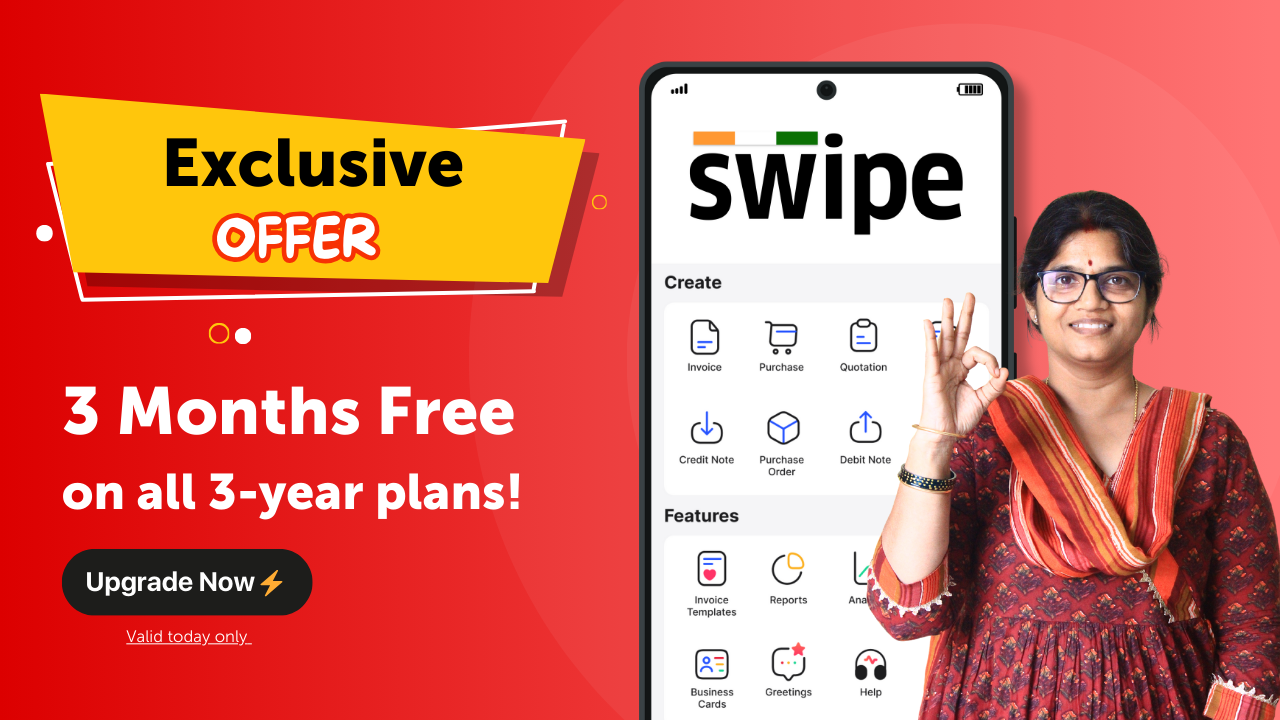 Exclusive
OFFER
3 Months Free
on all 3-year plans!
Upgrade Now⚡
Valid today only
swipe
Create
Invoice
Purchase
Quotation
Credit Note
Purchase
Order
Debit Note
Features
Invoice
Templates
Reports
Business
Cards
Greetings
Help